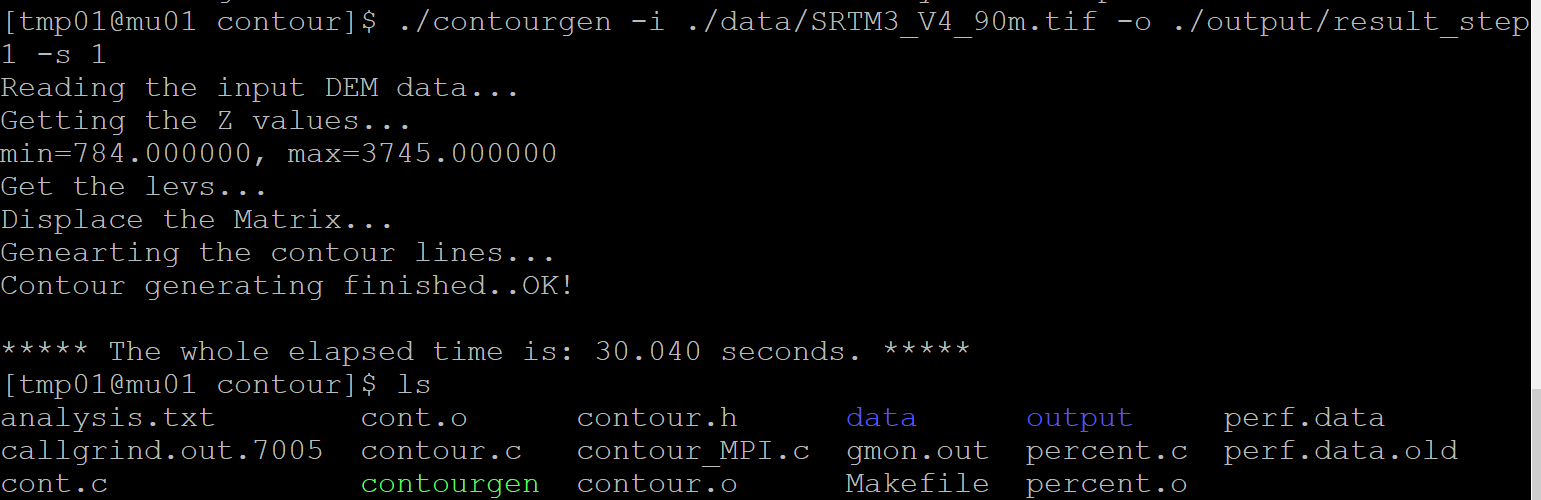 [tmp01@mu01 contour]$ ./contourgen -i ./data/SRTM3_V4_90m.tif -o ./output/result_step
1 -s 1
Reading the input DEM data...
Getting the Z values...
min=784.000000, max=3745.000000
Get the levs...
Displace the Matrix...
Genearting the contour lines...
Contour generating finished..OK!
***** The whole elapsed time is: 30.040 seconds. *****
[tmp01@mu01 contour]$ ls
analysis.txt cont.o contour.h data output perf.data
callgrind.out.7005 contour.c contour_MPI.c gmon.out percent.c perf.data.old
cont.c contourgen contour.o Makefile percent.o